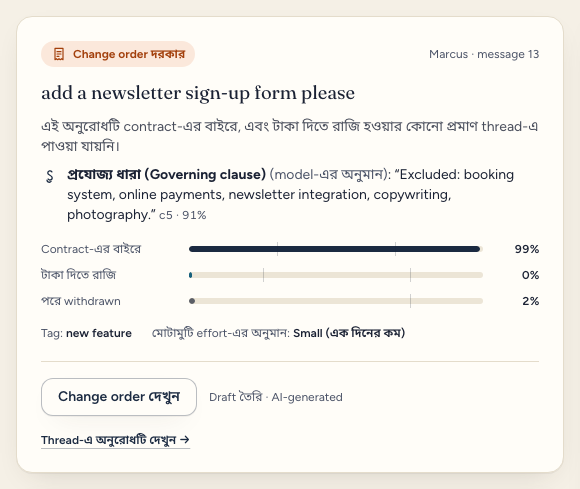 Change order দরকার
Marcus · message 13
add a newsletter sign-up form please
এই অনুরোধটি contract-এর বাইরে, এবং টাকা দিতে রাজি হওয়ার কোনো প্রমাণ thread-এ
পাওয়া যায়নি।
প্রযোজ্য ধারা (Governing clause) (model-এর অনুমান): “Excluded: booking
system, online payments, newsletter integration, copywriting,
photography.” c5 · 91%
Contract-এর বাইরে 99%
টাকা দিতে রাজি 0%
পরে withdrawn 2%
Tag: new feature মোটামুটি effort-এর অনুমান: Small (এক দিনের কম)
Change order দেখুন Draft তৈরি · AI-generated
Thread-এ অনুরোধটি দেখুন →